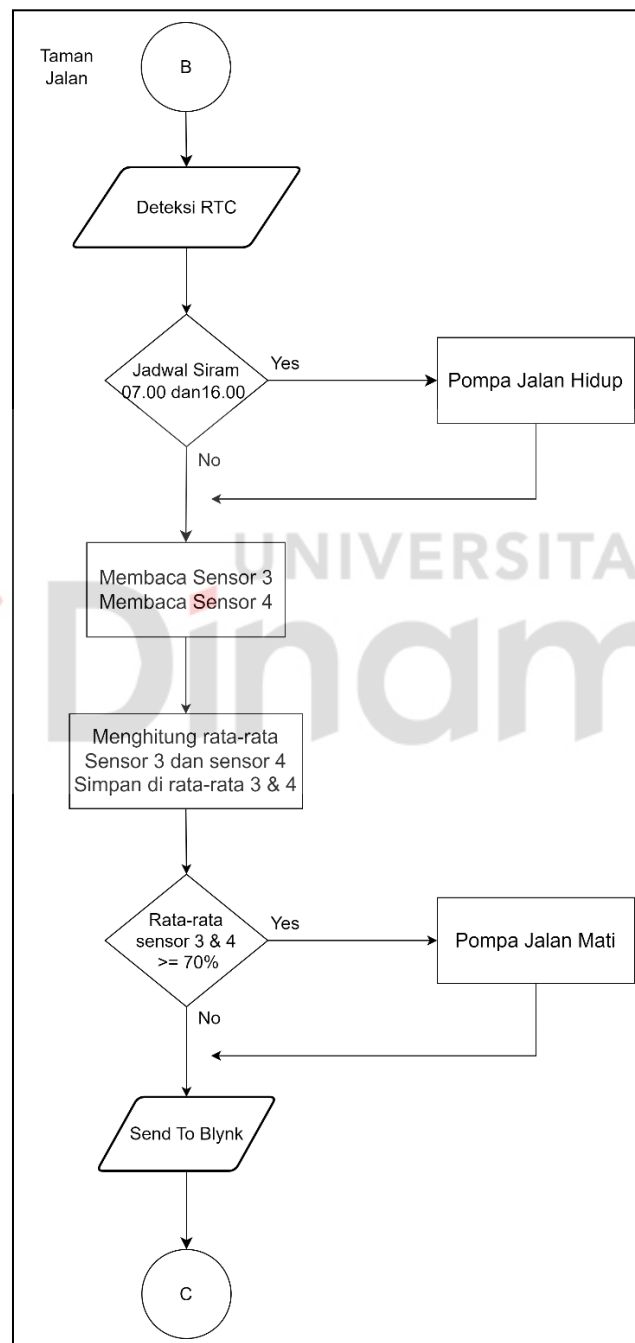 Taman
Jalan
B
Deteksi RTC
Jadwal Siram
07.00 dan16.00
Yes
Pompa Jalan Hidup
No
UNIVERSITA
Dinam
Membaca Sensor 3
Membaca Sensor 4
Menghitung rata-rata
Sensor 3 dan sensor 4
Simpan di rata-rata 3 & 4
Rata-rata
sensor 3 & 4
>= 70%
Yes
Pompa Jalan Mati
No
Send To Blynk
C